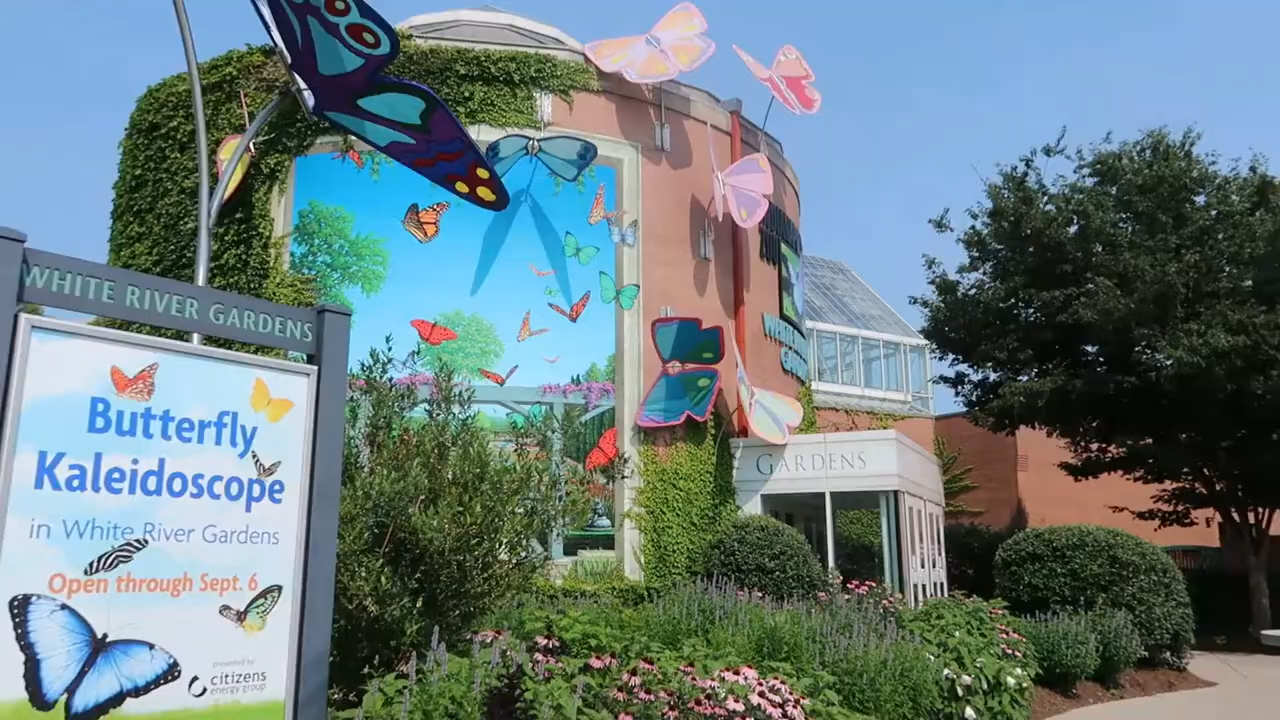 WHITE RIVER GARDENS
Butterfly
Kaleidoscope
in White River Gardens
Open through Sept. 6
presented by
citizens
energy group
GARDENS